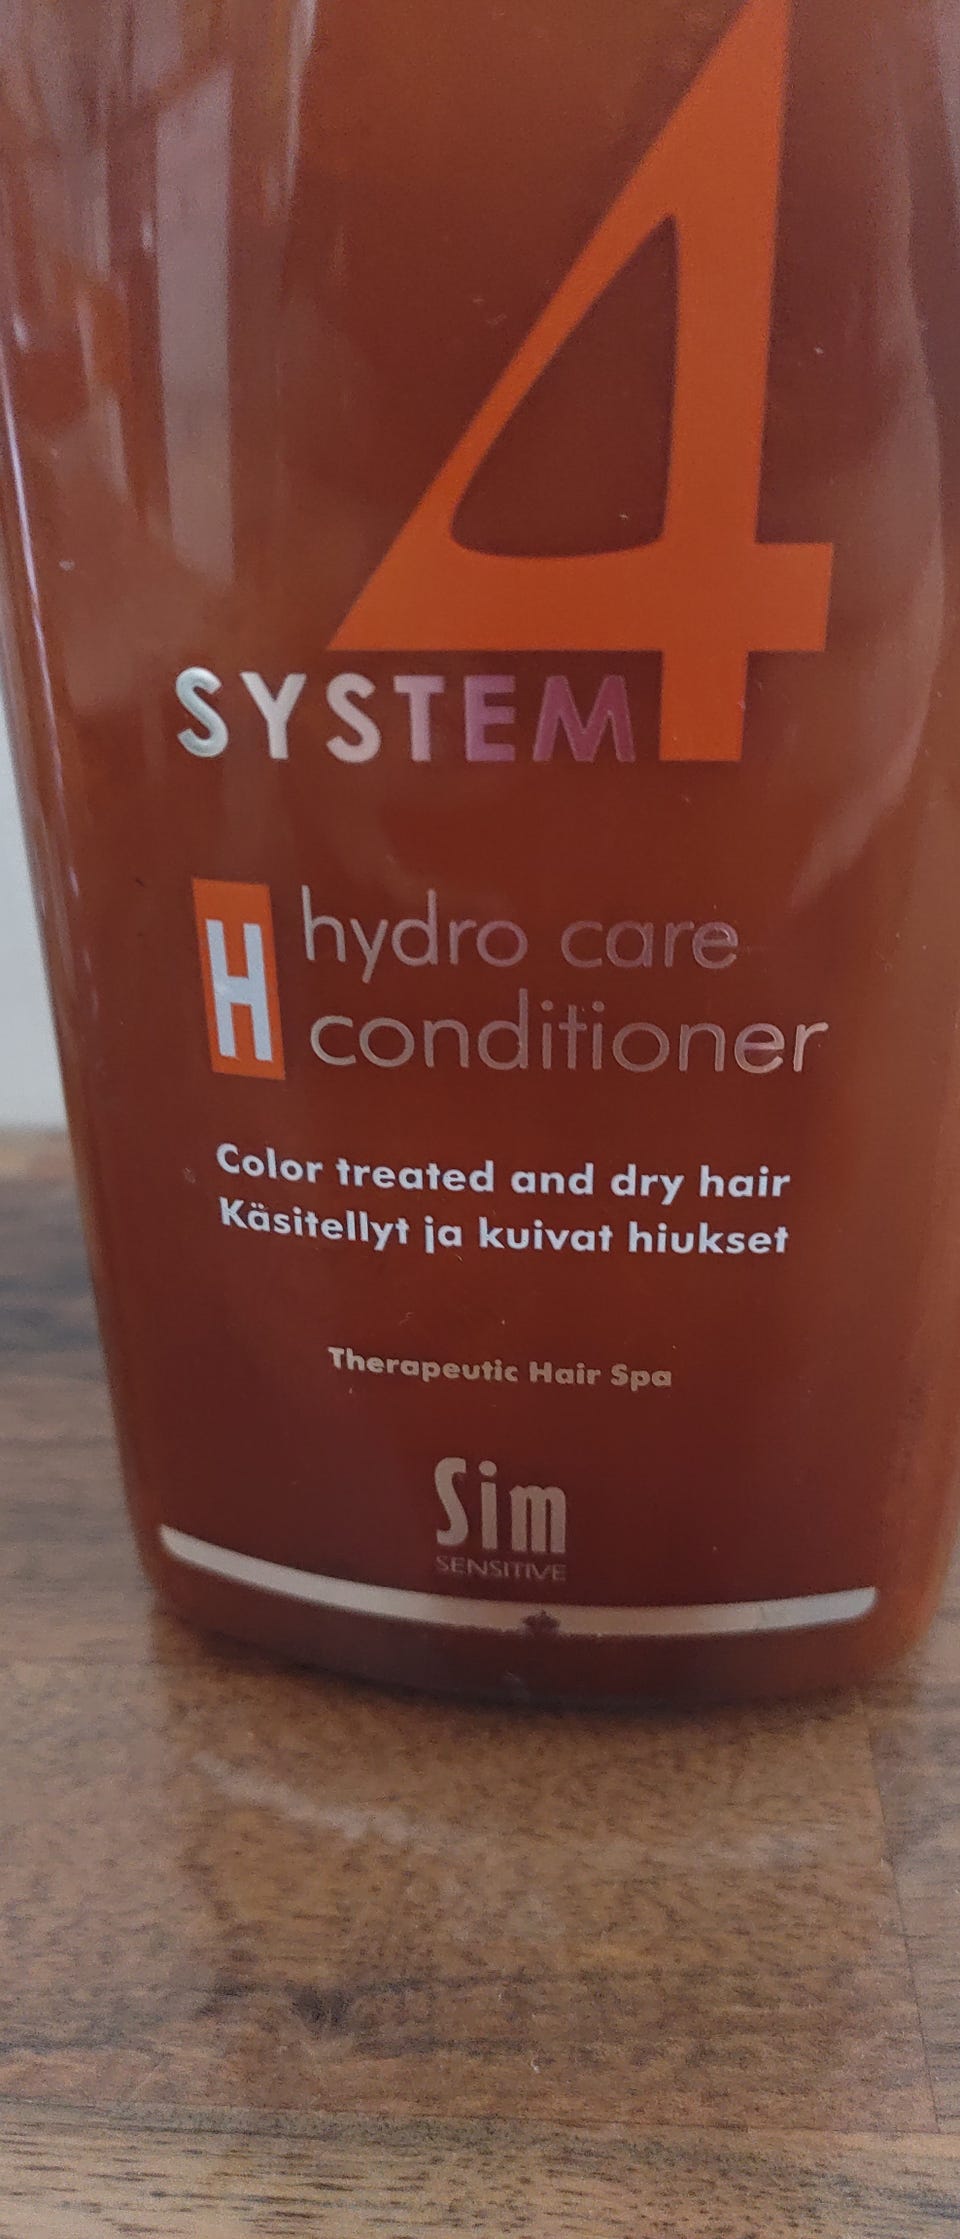 4
SYSTEM
H
hydro care
conditioner
Color treated and dry hair
Käsitellyt ja kuivat hiukset
Therapeutic Hair Spa
Sim
SENSITIVE